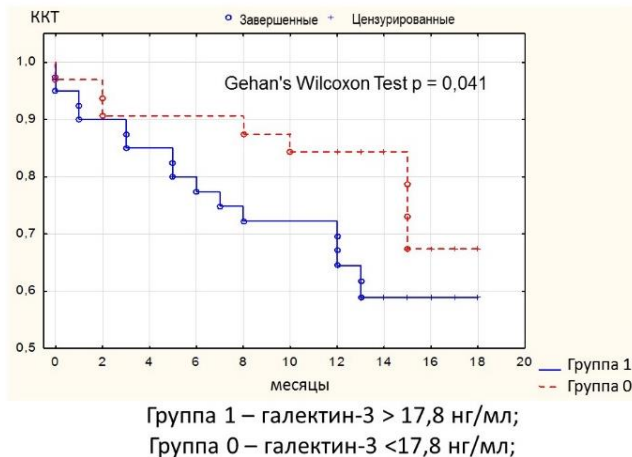 ККТ
Завершенные
Цензурированные
Gehan's Wilcoxon Test p = 0,041
1,0
0,9
0,8
0,7
0,6
0,5
0 2 4 6 8 10 12 14 16 18 20
месяцы
Группа 1
Группа 0
Группа 1 – галектин-3 > 17,8 нг/мл;
Группа 0 – галектин-3 <17,8 нг/мл;